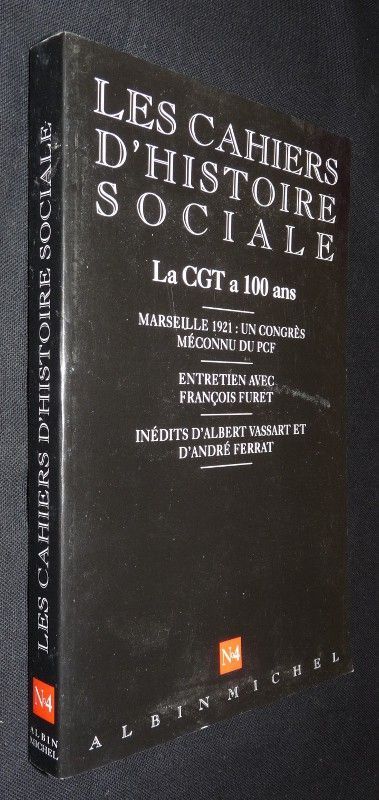 LES CAHIERS
D'HISTOIRE
SOCIALE
La CGT a 100 ans
MARSEILLE 1921 : UN CONGRÈS
MÉCONNU DU PCF
ENTRETIEN AVEC
FRANÇOIS FURET
INÉDITS D'ALBERT VASSART ET
D'ANDRÉ FERRAT
N°4
ALBIN MICHEL
LES CAHIERS D'HISTOIRE SOCIALE
N°4
ALBIN
MICHEL